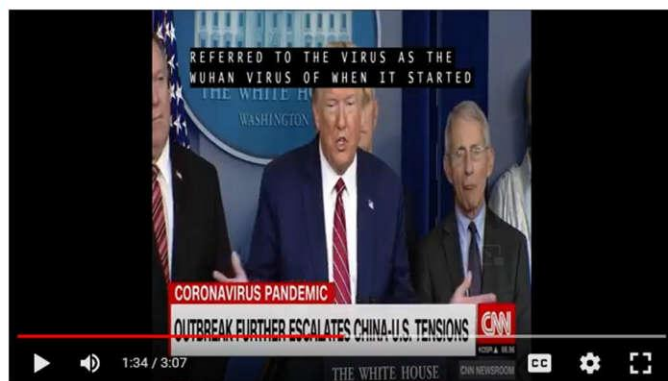 REFERRED TO THE VIRUS AS THE
WUHAN VIRUS OF WHEN IT STARTED
THE WHITE H
WASHINGTON
CORONAVIRUS PANDEMIC
OUTBREAK FURTHER ESCALATES CHINA-U.S. TENSIONS
CNN
THE WHITE HOUSE
CNN NEWSROOM
1:34 / 3:07
CC